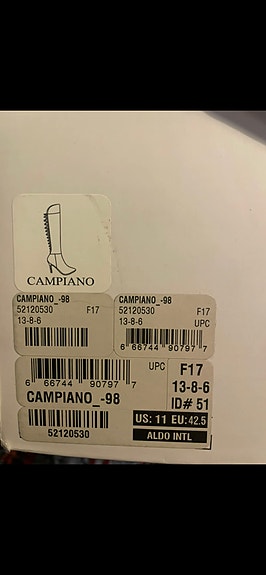 CAMPIANO
CAMPIANO_-98
52120530 F17
13-8-6
CAMPIANO_-98
52120530 F17
13-8-6 UPC
6 66744 90797 7
UPC
6 66744 90797 7
CAMPIANO_-98
52120530
F17
13-8-6
ID# 51
US: 11 EU: 42.5
ALDO INTL